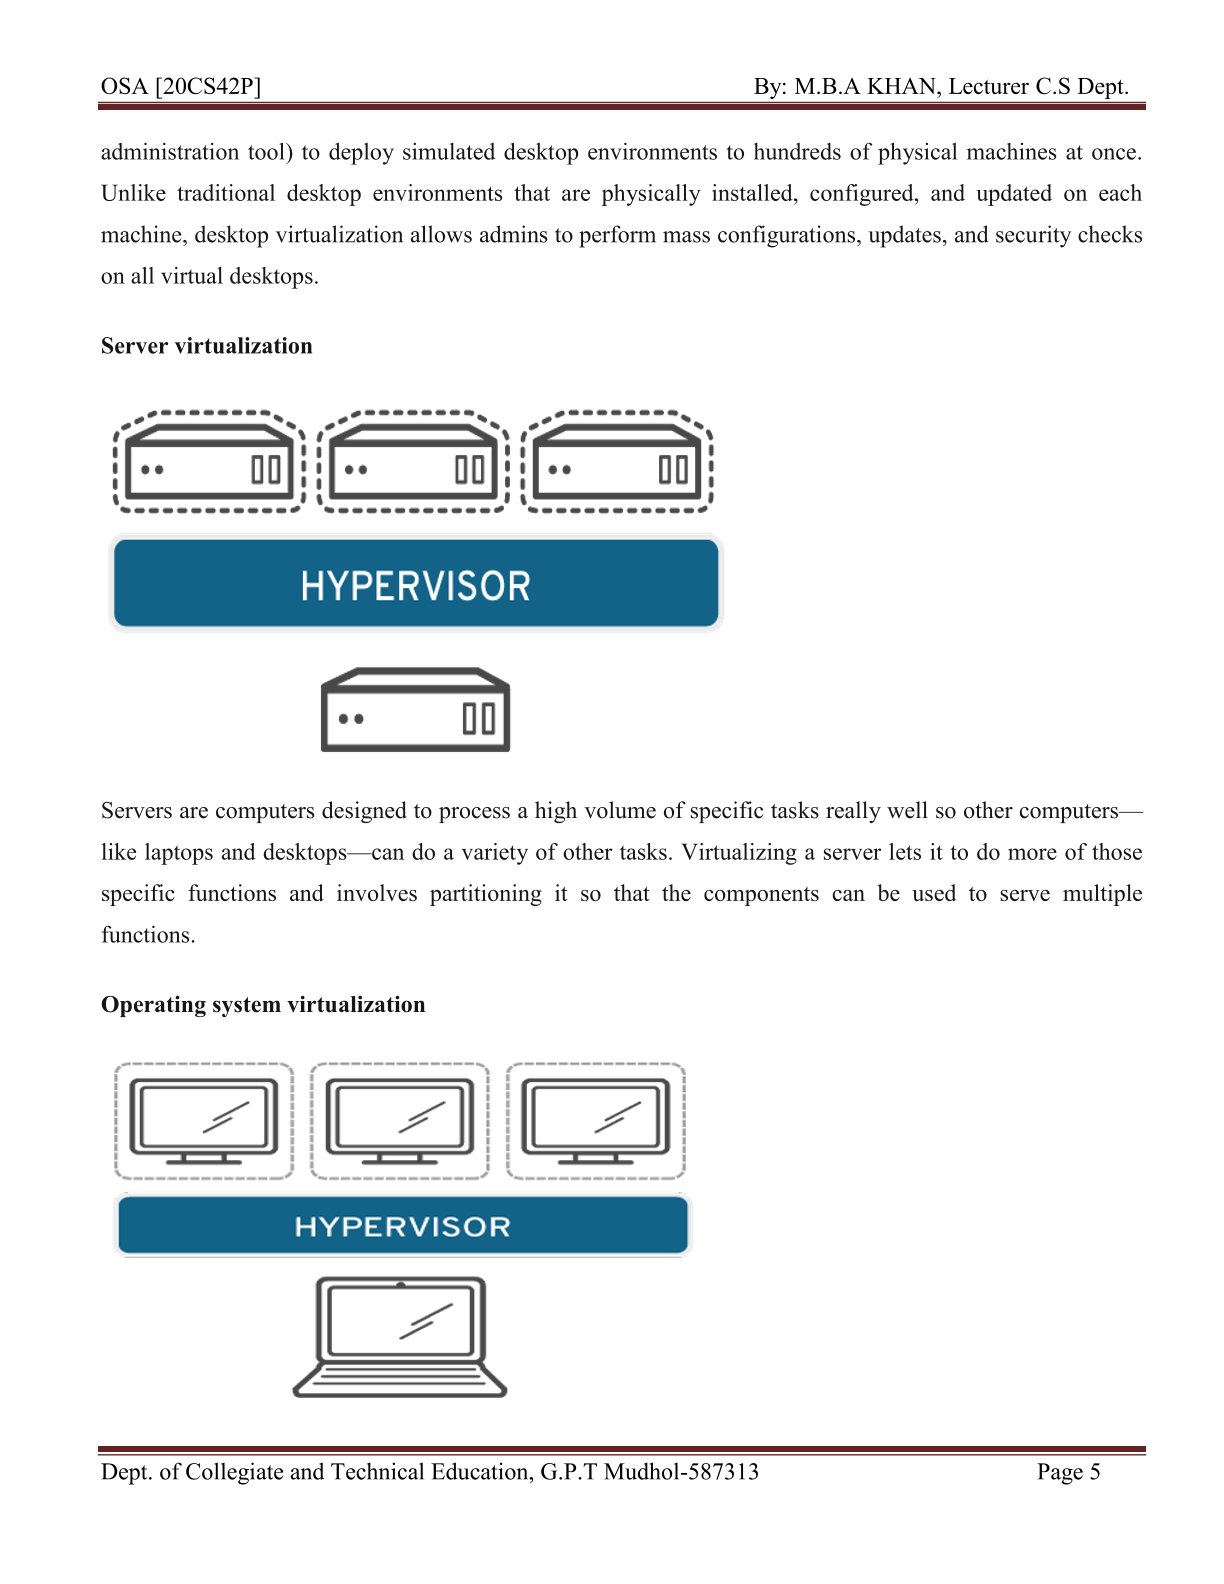 OSA [20CS42P] By: M.B.A KHAN, Lecturer C.S Dept.
administration tool) to deploy simulated desktop environments to hundreds of physical machines at once.
Unlike traditional desktop environments that are physically installed, configured, and updated on each
machine, desktop virtualization allows admins to perform mass configurations, updates, and security checks
on all virtual desktops.
Server virtualization
HYPERVISOR
Servers are computers designed to process a high volume of specific tasks really well so other computers—
like laptops and desktops—can do a variety of other tasks. Virtualizing a server lets it to do more of those
specific functions and involves partitioning it so that the components can be used to serve multiple
functions.
Operating system virtualization
HYPERVISOR
Dept. of Collegiate and Technical Education, G.P.T Mudhol-587313 Page 5